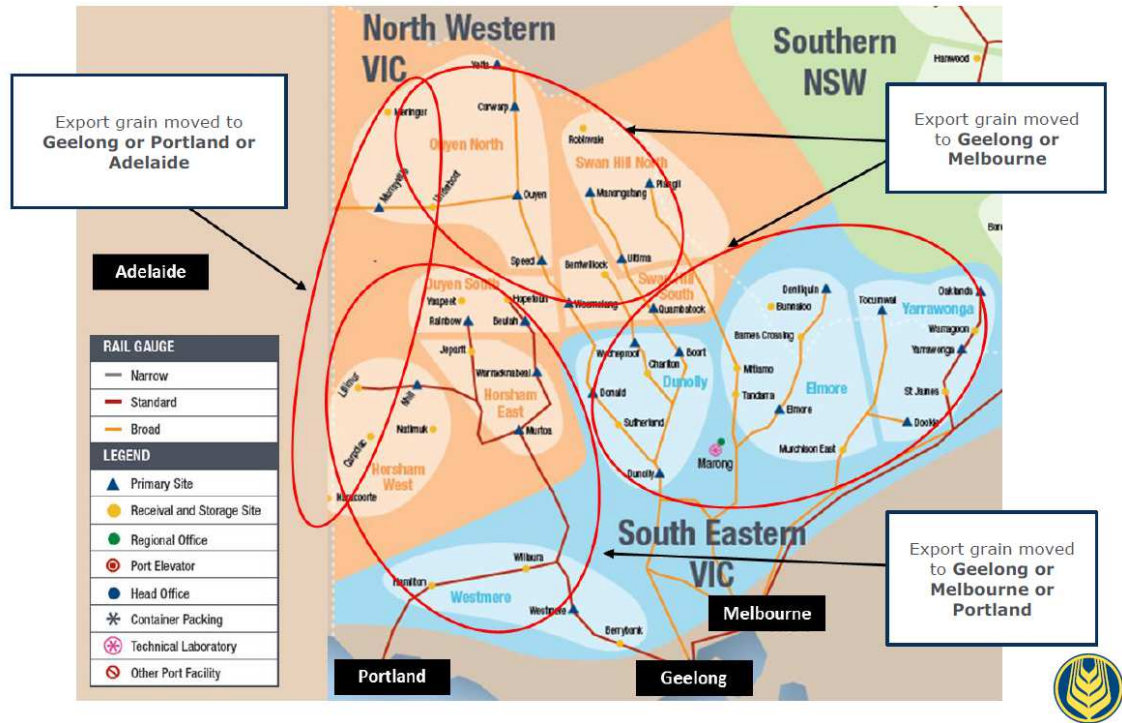 North Western
VIC
Southern
NSW
Hanwood
Export grain moved to
Geelong or Portland or
Adelaide
Export grain moved
to Geelong or
Melbourne
Yatta
Meringur
Carwarp
Ouyen North
Robinvale
Swan Hill North
Manangatang
Piangil
Murrayville
Underbool
Ouyen
Adelaide
Speed
Berriwillock
Ultima
Swan Hill
South
Ouyen South
Yaapeet
Hopetoun
Woomelang
Quambatook
Rainbow
Beulah
Deniliquin
Bunnaloo
Tocumwal
Oaklands
Yarrawonga
Warragoon
Barnes Crossing
Yarrawonga
Jeparit
Wycheproof
Boort
Charlton
Dunolly
Mitiamo
Warracknabeal
Lillimur
Nhill
Horsham
East
Donald
Tandarra
Elmore
Elmore
St James
Dookie
Natimuk
Murtoa
Sutherland
Carpolac
Horsham
West
Murchison East
Marong
Dunolly
Naracoorte
South Eastern
VIC
Willaura
Hamilton
Westmere
Westmere
Berrybank
Export grain moved
to Geelong or
Melbourne or
Portland
Melbourne
Portland
Geelong
RAIL GAUGE
Narrow
Standard
Broad
LEGEND
Primary Site
Receival and Storage Site
Regional Office
Port Elevator
Head Office
Container Packing
Technical Laboratory
Other Port Facility